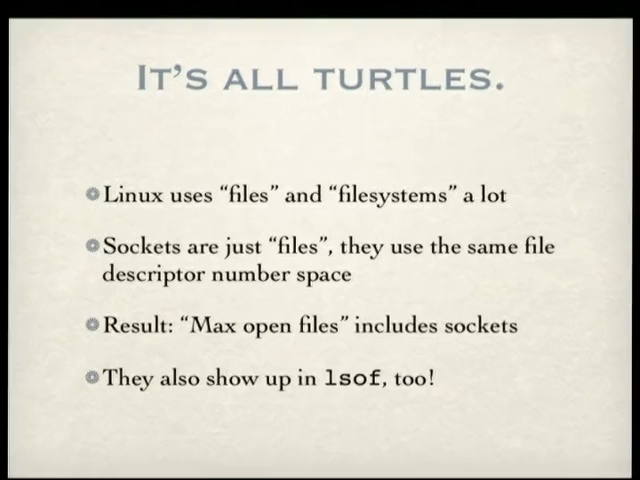 It's all turtles.
Linux uses “files” and “filesystems” a lot
Sockets are just “files”, they use the same file
descriptor number space
Result: “Max open files” includes sockets
They also show up in lsof, too!